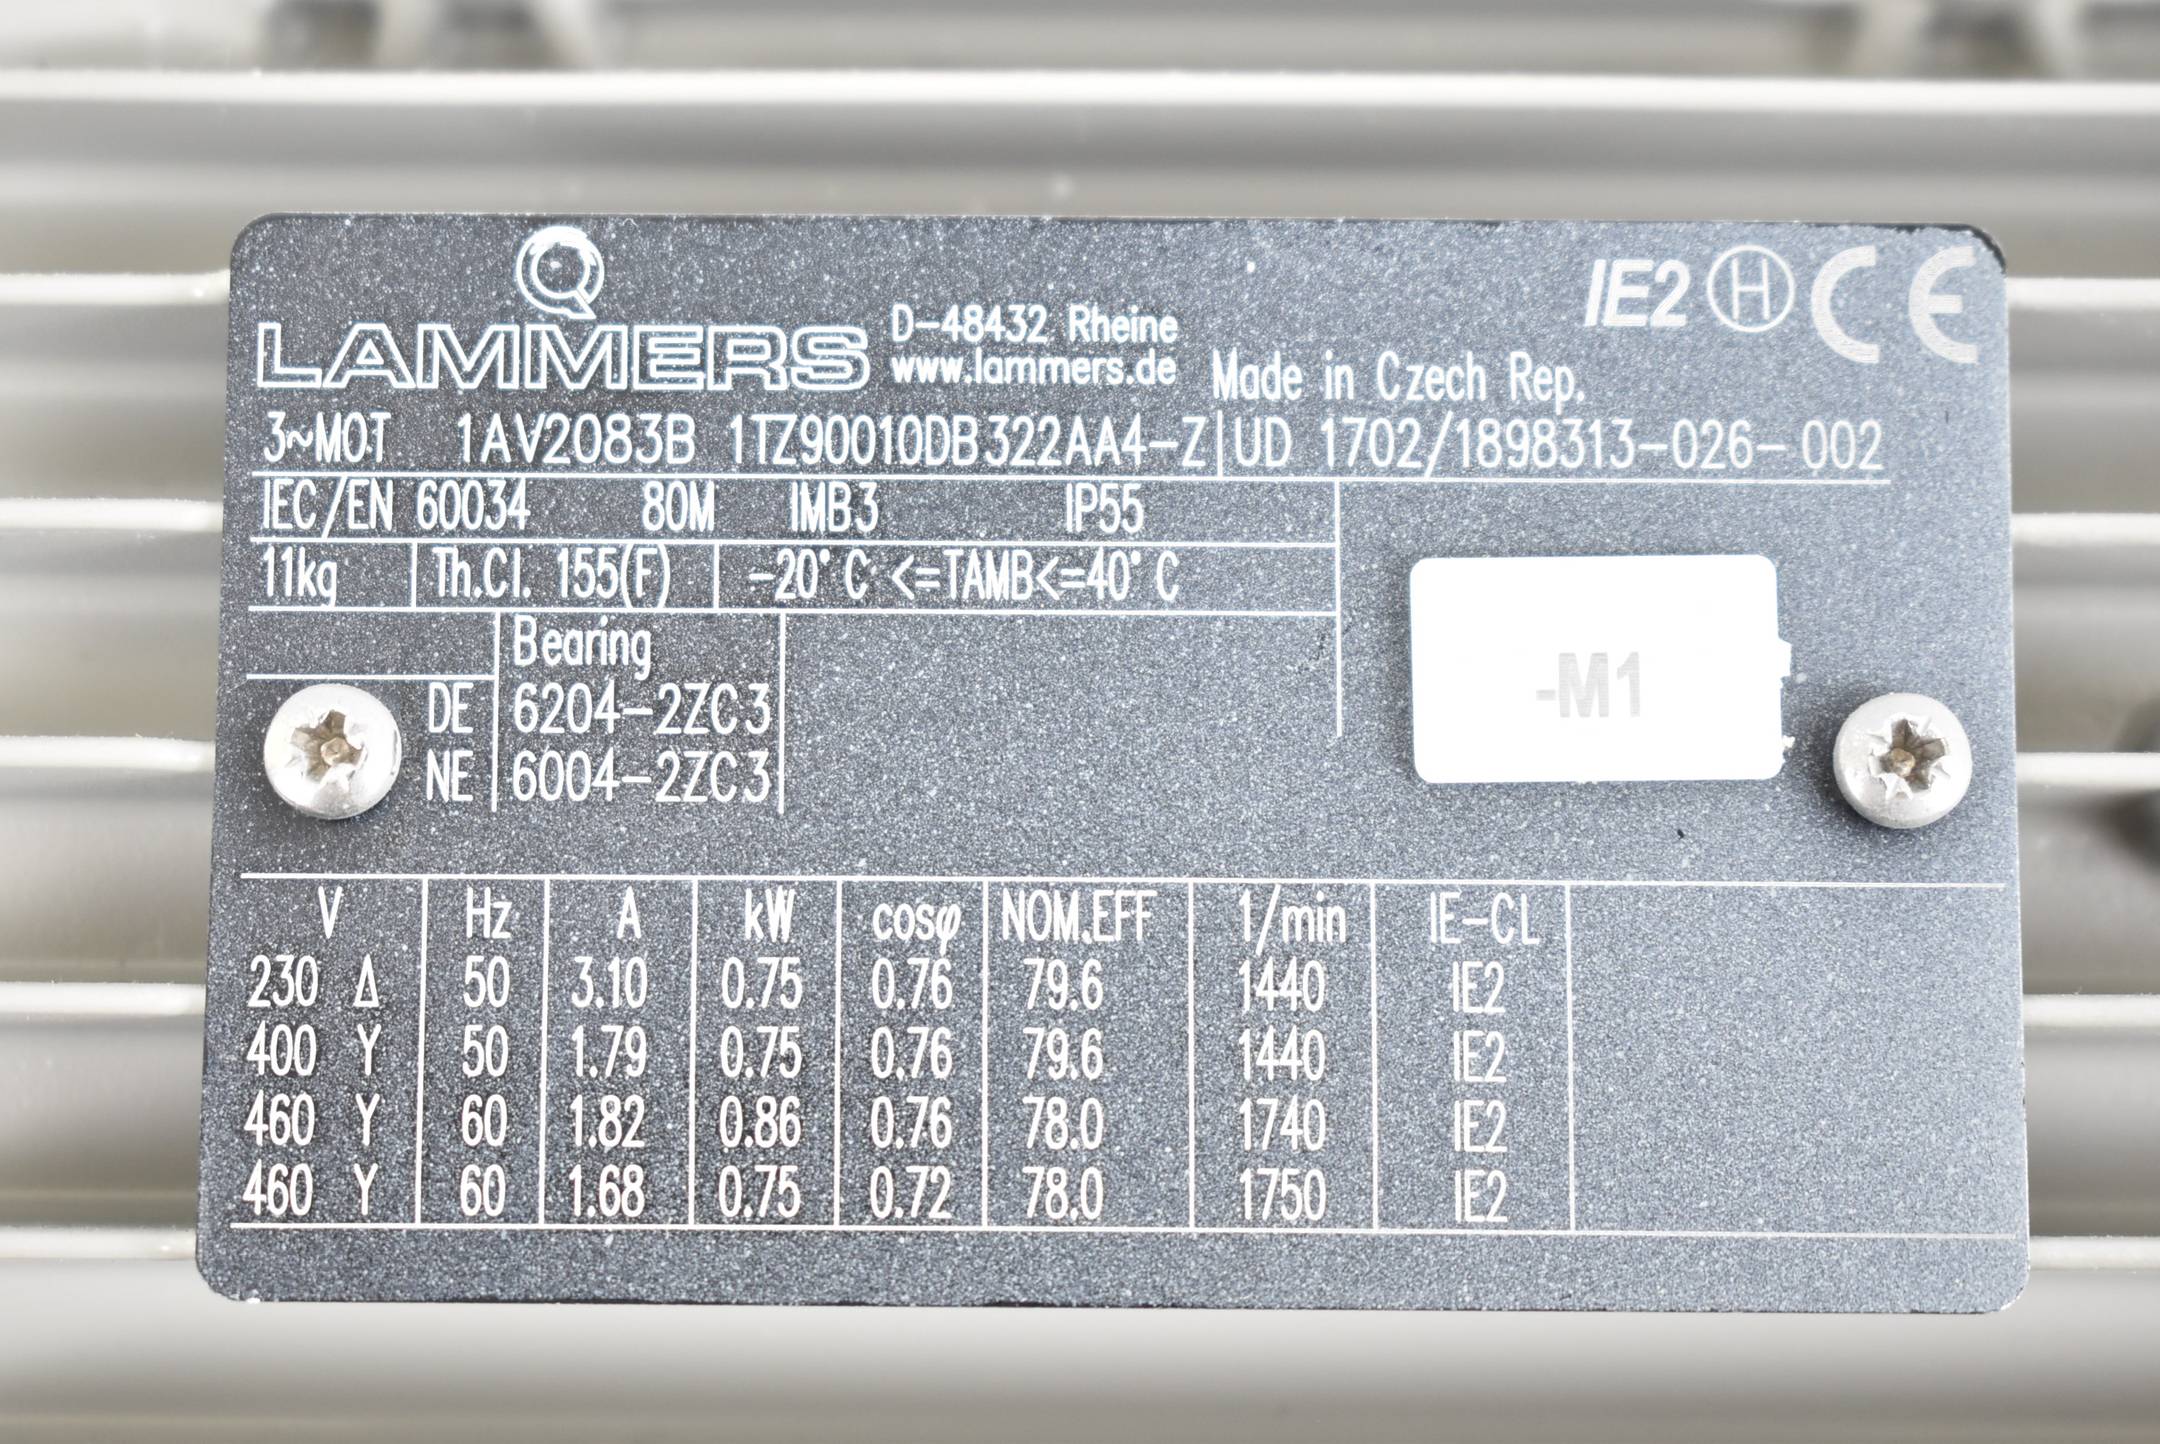 LAMMERS D-48432 Rheine
www.lammers.de
IE2 H CE
Made in Czech Rep.
3~MOT 1AV2083B 1TZ90010DB322AA4-Z UD 1702/1898313-026-002
IEC/EN 60034 80M IMB3 IP55
11kg Th.Cl. 155(F) -20°C <=TAMB<=40°C
Bearing
DE 6204-2ZC3
NE 6004-2ZC3
-M1
V Hz A kW cosφ NOM.EFF 1/min IE-CL
230 Δ 50 3.10 0.75 0.76 79.6 1440 IE2
400 Y 50 1.79 0.75 0.76 79.6 1440 IE2
460 Y 60 1.82 0.86 0.76 78.0 1740 IE2
460 Y 60 1.68 0.75 0.72 78.0 1750 IE2